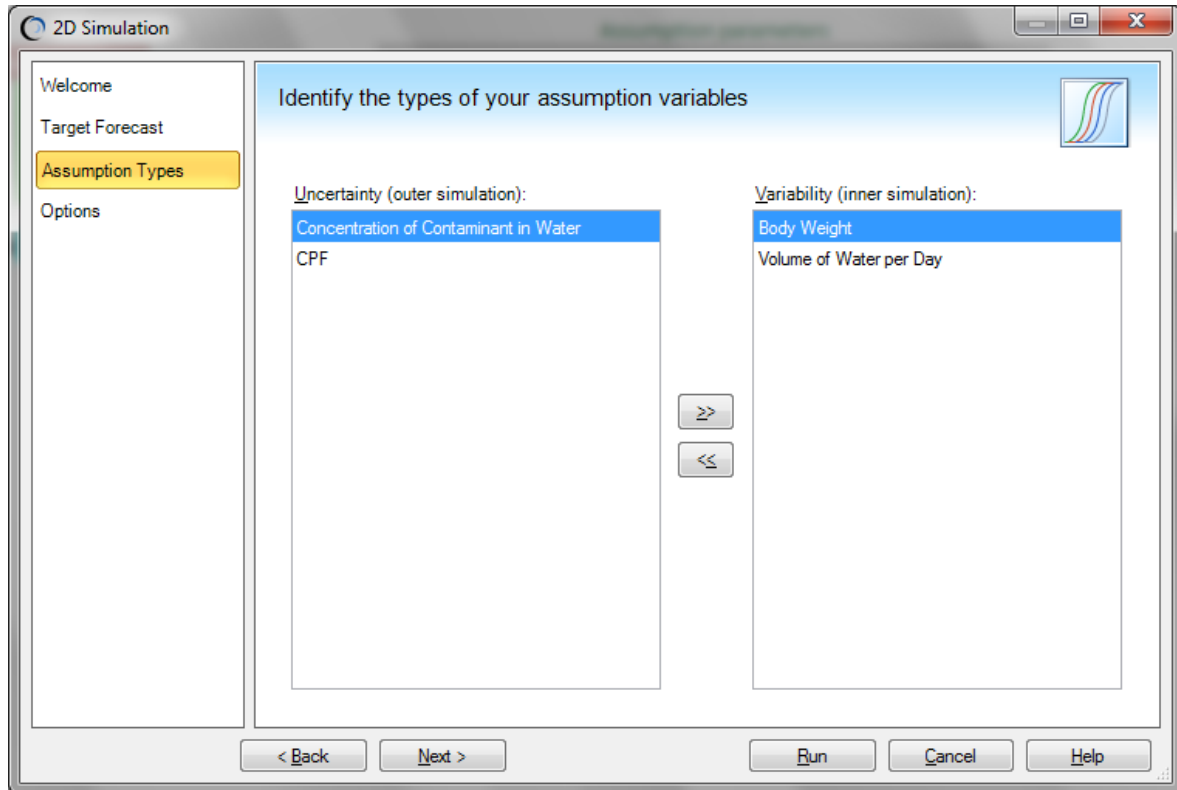 2D Simulation
Welcome
Target Forecast
Assumption Types
Options
Identify the types of your assumption variables
Uncertainty (outer simulation):
Concentration of Contaminant in Water
CPF
>>
<<
Variability (inner simulation):
Body Weight
Volume of Water per Day
< Back
Next >
Run
Cancel
Help